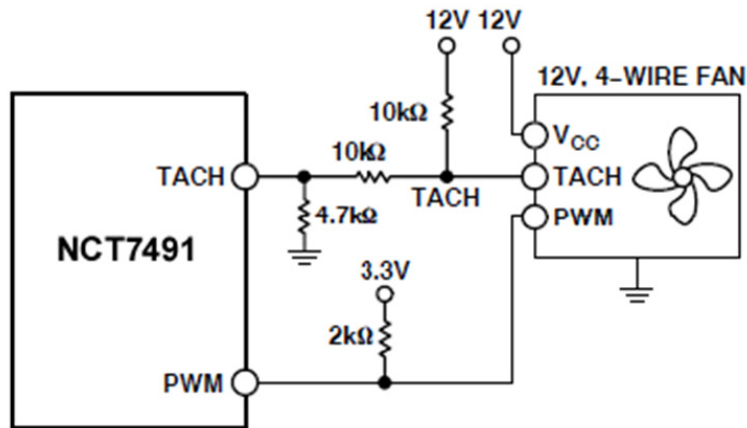 12V 12V
12V, 4-WIRE FAN
10kΩ
VCC
10kΩ
TACH
TACH
TACH
4.7kΩ
PWM
NCT7491
3.3V
2kΩ
PWM